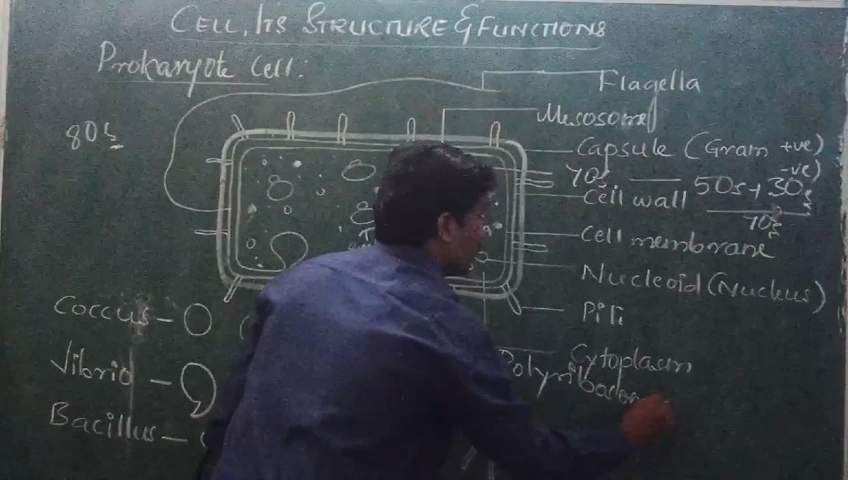 CELL, ITS STRUCTURE & FUNCTIONS
Prokaryote Cell:
80s
Flagella
Mesosome
Capsule (Gram +ve)
-ve)
70s — 50s + 30s
70s
Cell wall
Cell membrane
Nucleoid (Nucleus)
Pili
Cytoplasm
Polyribosom
Coccus -
Vibrio -
Bacillus -